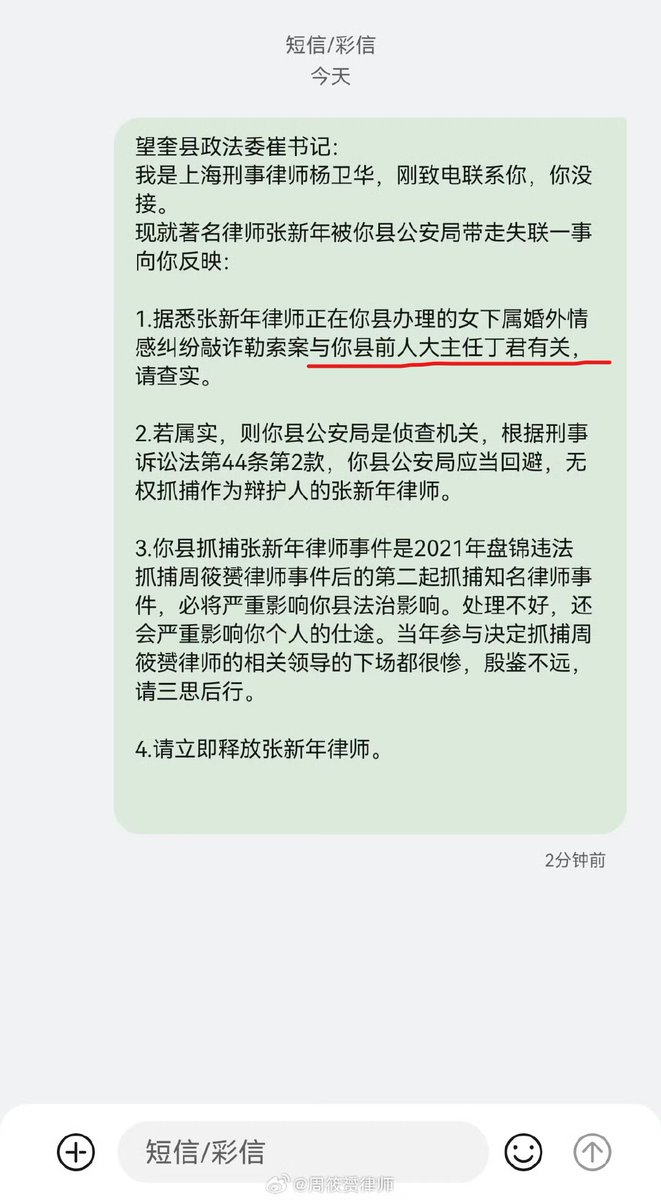 短信/彩信
今天
望奎县政法委崔书记：
我是上海刑事律师杨卫华，刚致电联系你，你没
接。
现就著名律师张新年被你县公安局带走失联一事
向你反映：
1.据悉张新年律师正在你县办理的女下属婚外情
感纠纷敲诈勒索案与你县前人大主任丁君有关，
请查实。
2.若属实，则你县公安局是侦查机关，根据刑事
诉讼法第44条第2款，你县公安局应当回避，无
权抓捕作为辩护人的张新年律师。
3.你县抓捕张新年律师事件是2021年盘锦违法
抓捕周筱赟律师事件后的第二起抓捕知名律师事
件，必将严重影响你县法治影响。处理不好，还
会严重影响你个人的仕途。当年参与决定抓捕周
筱赟律师的相关领导的下场都很惨，殷鉴不远，
请三思后行。
4.请立即释放张新年律师。
2分钟前
短信/彩信
@周筱赟律师